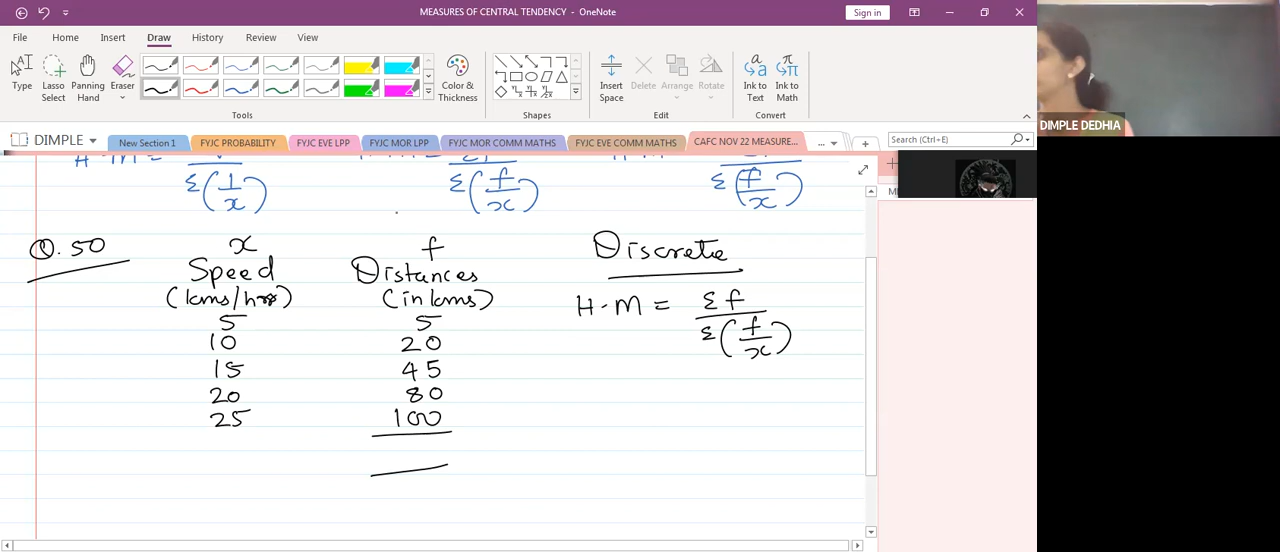 MEASURES OF CENTRAL TENDENCY - OneNote
Sign in
File Home Insert Draw History Review View
Type Lasso Select Panning Hand Eraser Color & Thickness Insert Space Delete Arrange Rotate Ink to Text Ink to Math
Tools Shapes Edit Convert
DIMPLE New Section 1 FYJC PROBABILITY FYJC EVE LPP FYJC MOR LPP FYJC MOR COMM MATHS FYJC EVE COMM MATHS CAFC NOV 22 MEASURE... ... + Search (Ctrl+E)
DIMPLE DEDHIA
Σ(1/x) Σ(f/x) Σ(f/x)
Q. 50 x f Discrete
Speed Distances
(kms/hrs) (in kms) H·M = Σf / Σ(f/x)
5 5
10 20
15 45
20 80
25 100